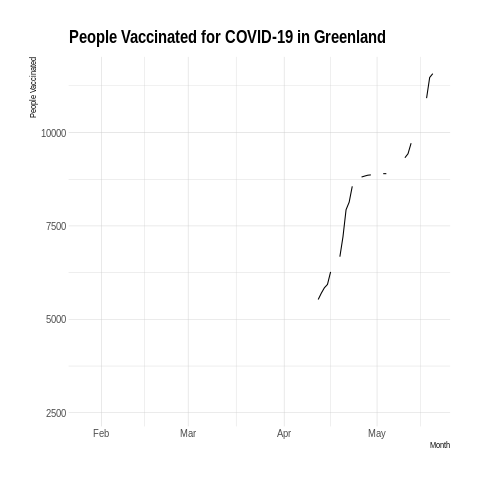 People Vaccinated for COVID-19 in Greenland
People Vaccinated
10000
7500
5000
2500
Feb Mar Apr May
Month